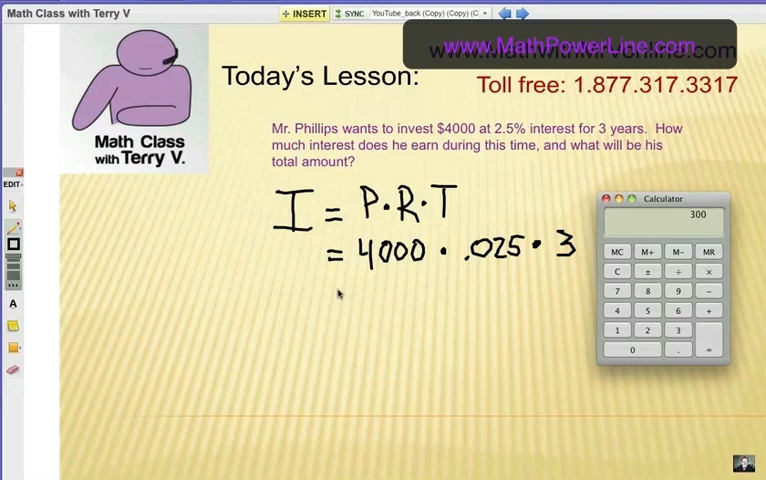 Math Class with Terry V
INSERT
SYNC
YouTube_back (Copy) (Copy) (C
www.MathPowerLine.com
Today's Lesson:
Toll free: 1.877.317.3317
Math Class
with Terry V.
Mr. Phillips wants to invest $4000 at 2.5% interest for 3 years. How
much interest does he earn during this time, and what will be his
total amount?
EDIT
A
I = P·R·T
= 4000 · .025 · 3
Calculator
300
MC M+ M− MR
C ± ÷ ×
7 8 9 −
4 5 6 +
1 2 3
0 . =